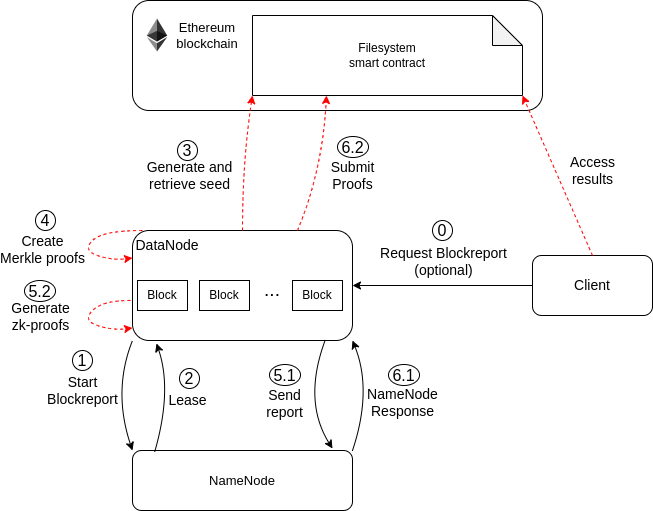 Ethereum
blockchain
Filesystem
smart contract
3
Generate and
retrieve seed
6.2
Submit
Proofs
Access
results
4
Create
Merkle proofs
DataNode
0
Request Blockreport
(optional)
5.2
Generate
zk-proofs
Block
Block
...
Block
Client
1
Start
Blockreport
2
Lease
5.1
Send
report
6.1
NameNode
Response
NameNode